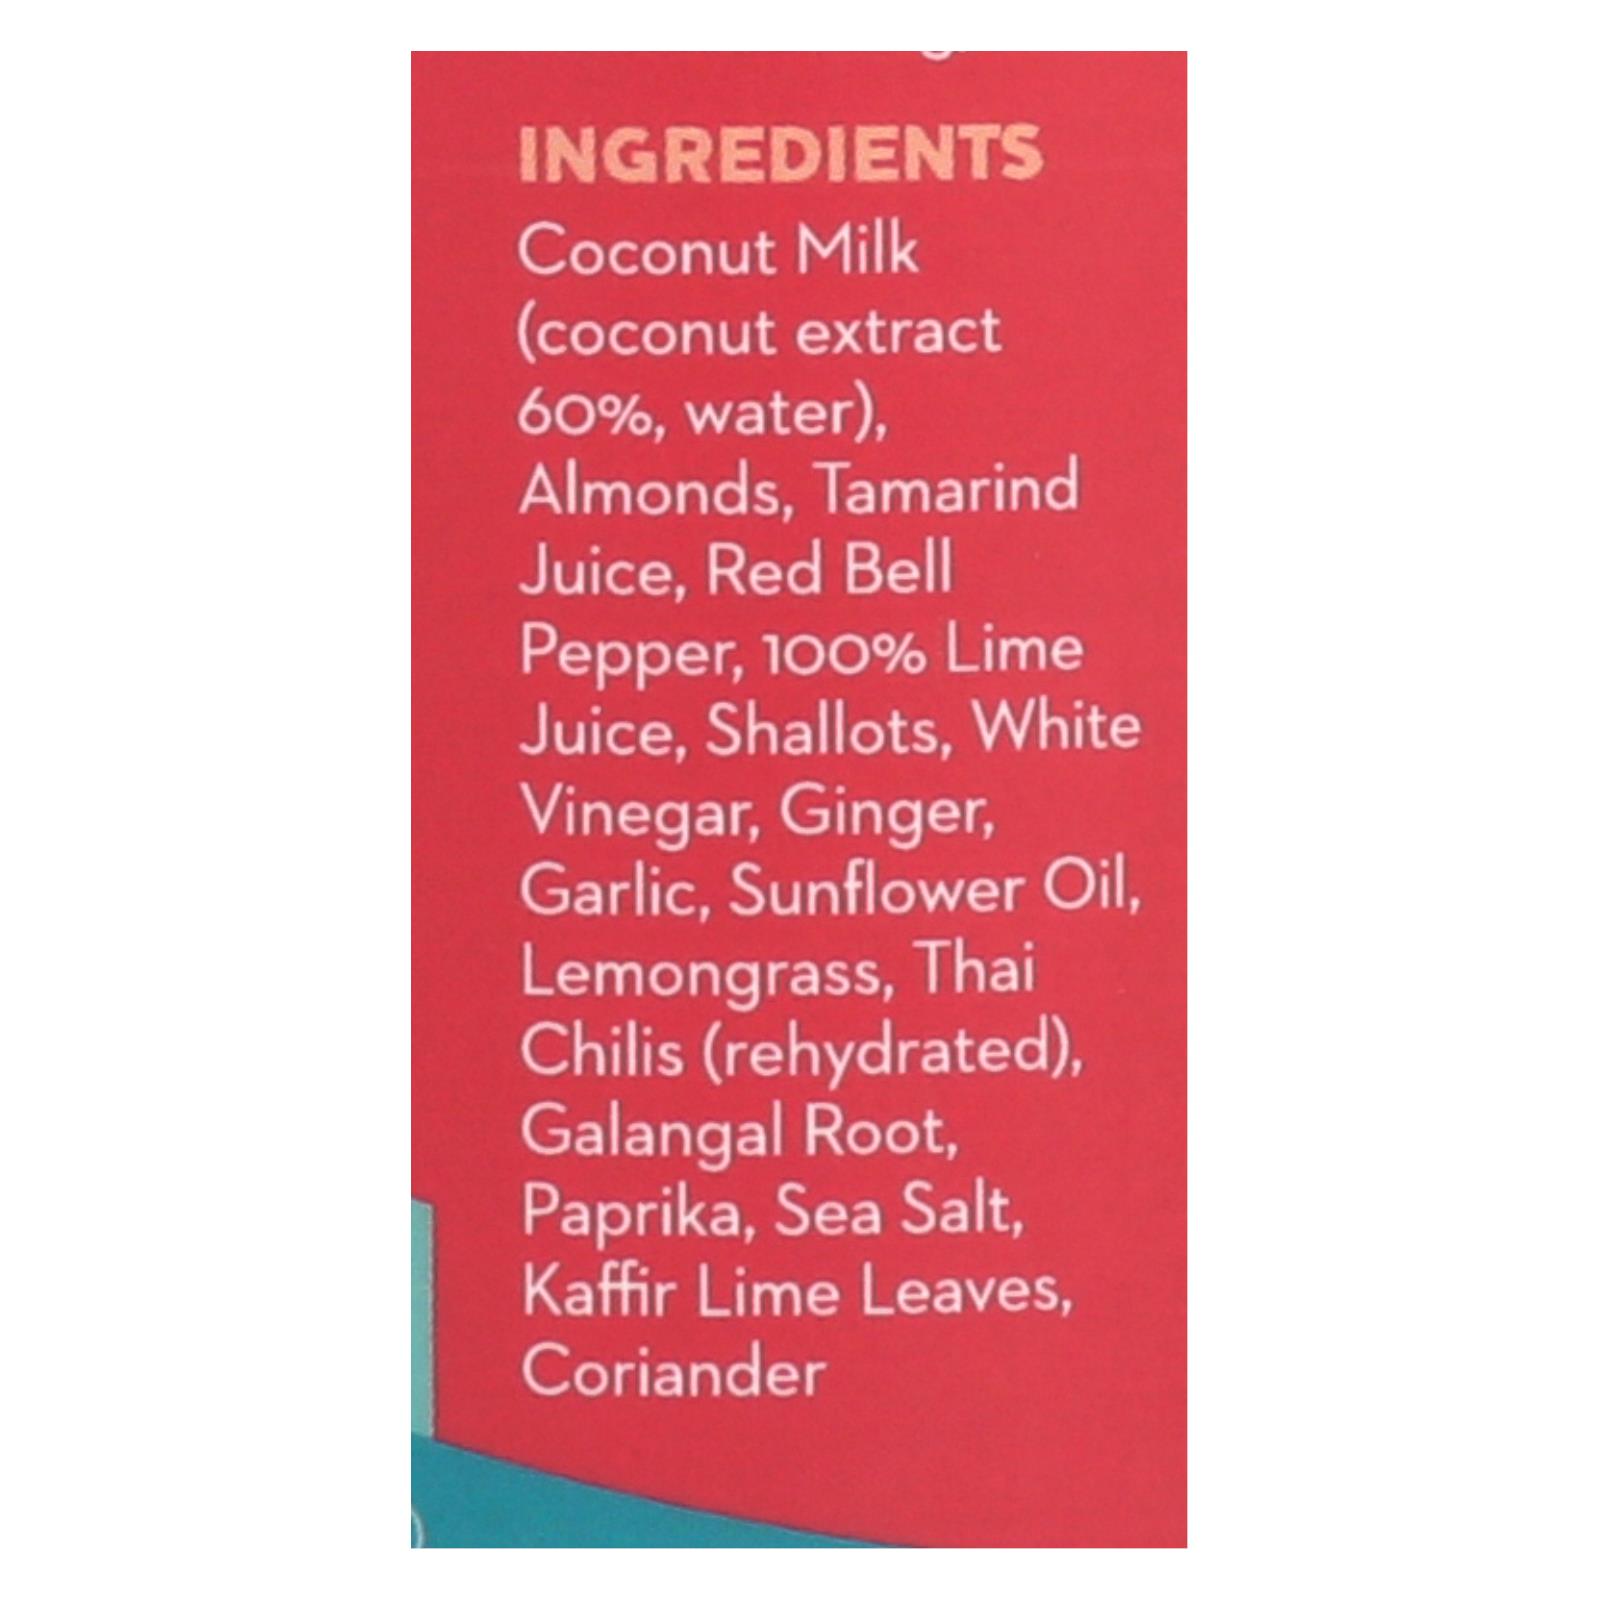 INGREDIENTS
Coconut Milk
(coconut extract
60%, water),
Almonds, Tamarind
Juice, Red Bell
Pepper, 100% Lime
Juice, Shallots, White
Vinegar, Ginger,
Garlic, Sunflower Oil,
Lemongrass, Thai
Chilis (rehydrated),
Galangal Root,
Paprika, Sea Salt,
Kaffir Lime Leaves,
Coriander